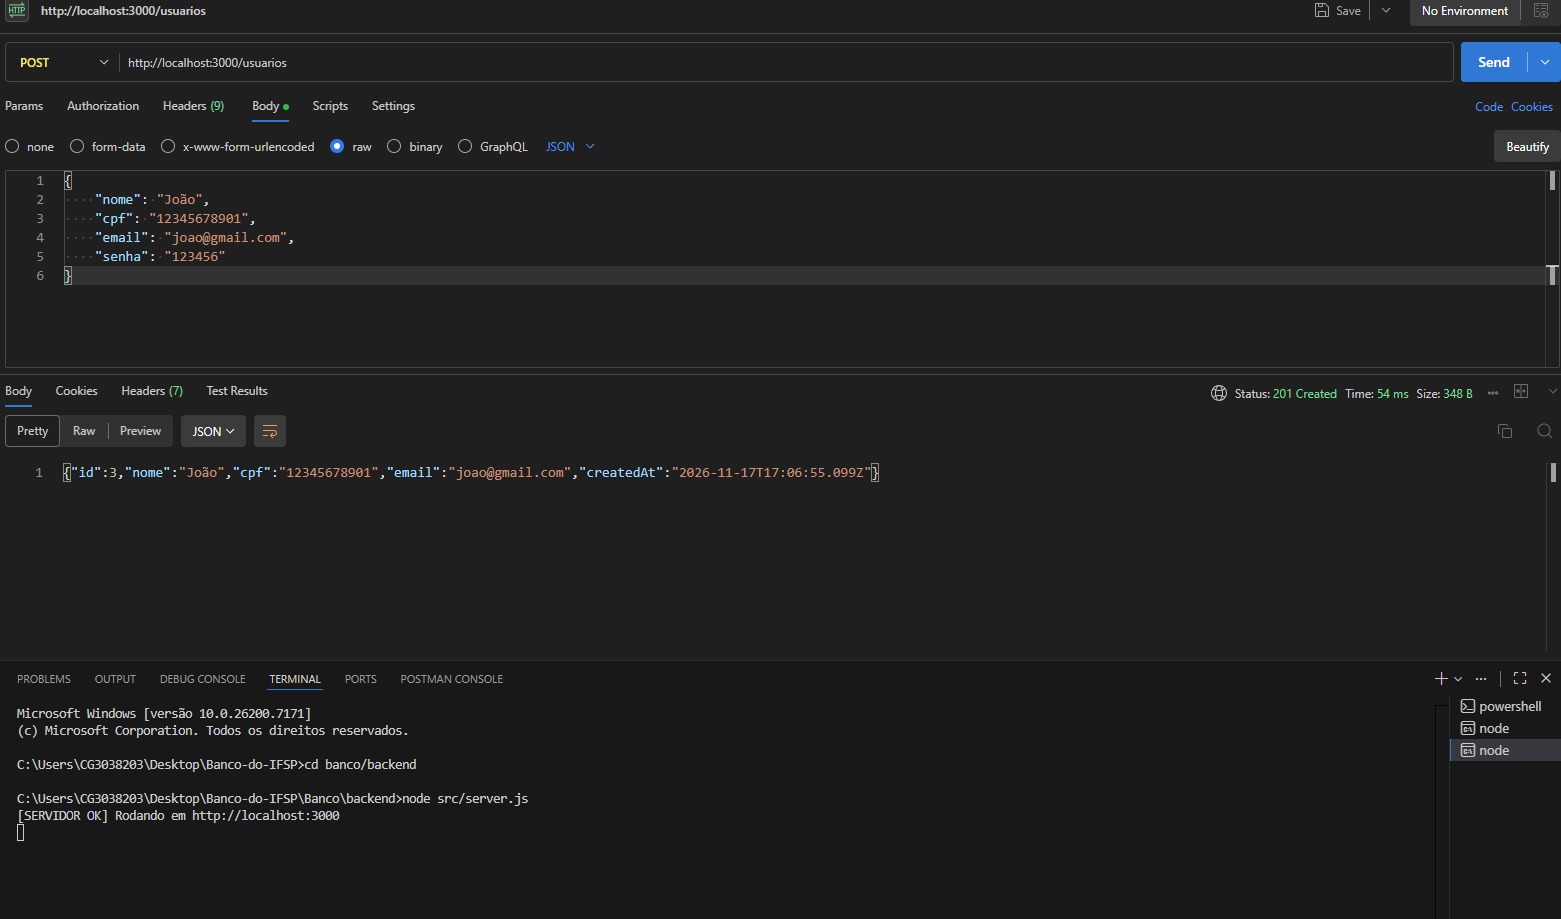 HTTP http://localhost:3000/usuarios Save No Environment
POST http://localhost:3000/usuarios Send
Params Authorization Headers (9) Body Scripts Settings Code Cookies
none form-data x-www-form-urlencoded raw binary GraphQL JSON Beautify
1 {
2 "nome": "João",
3 "cpf": "12345678901",
4 "email": "joao@gmail.com",
5 "senha": "123456"
6 }
Body Cookies Headers (7) Test Results Status: 201 Created Time: 54 ms Size: 348 B
Pretty Raw Preview JSON
1 {"id":3,"nome":"João","cpf":"12345678901","email":"joao@gmail.com","createdAt":"2026-11-17T17:06:55.099Z"}
PROBLEMS OUTPUT DEBUG CONSOLE TERMINAL PORTS POSTMAN CONSOLE
Microsoft Windows [versão 10.0.26200.7171]
(c) Microsoft Corporation. Todos os direitos reservados.
C:\Users\CG3038203\Desktop\Banco-do-IFSP>cd banco/backend
C:\Users\CG3038203\Desktop\Banco-do-IFSP\Banco\backend>node src/server.js
[SERVIDOR OK] Rodando em http://localhost:3000
powershell
node
node